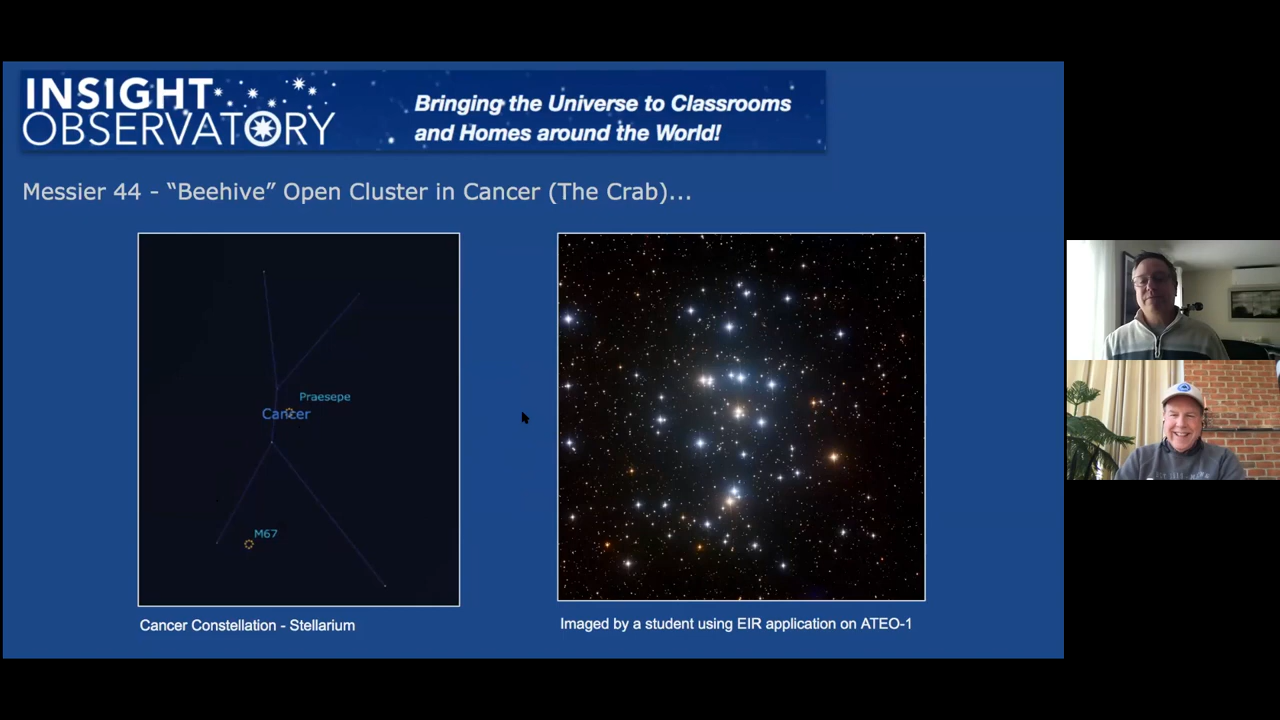 INSIGHT
OBSERVATORY
Bringing the Universe to Classrooms
and Homes around the World!
Messier 44 - “Beehive” Open Cluster in Cancer (The Crab)...
Praesepe
Cancer
M67
Cancer Constellation - Stellarium
Imaged by a student using EIR application on ATEO-1